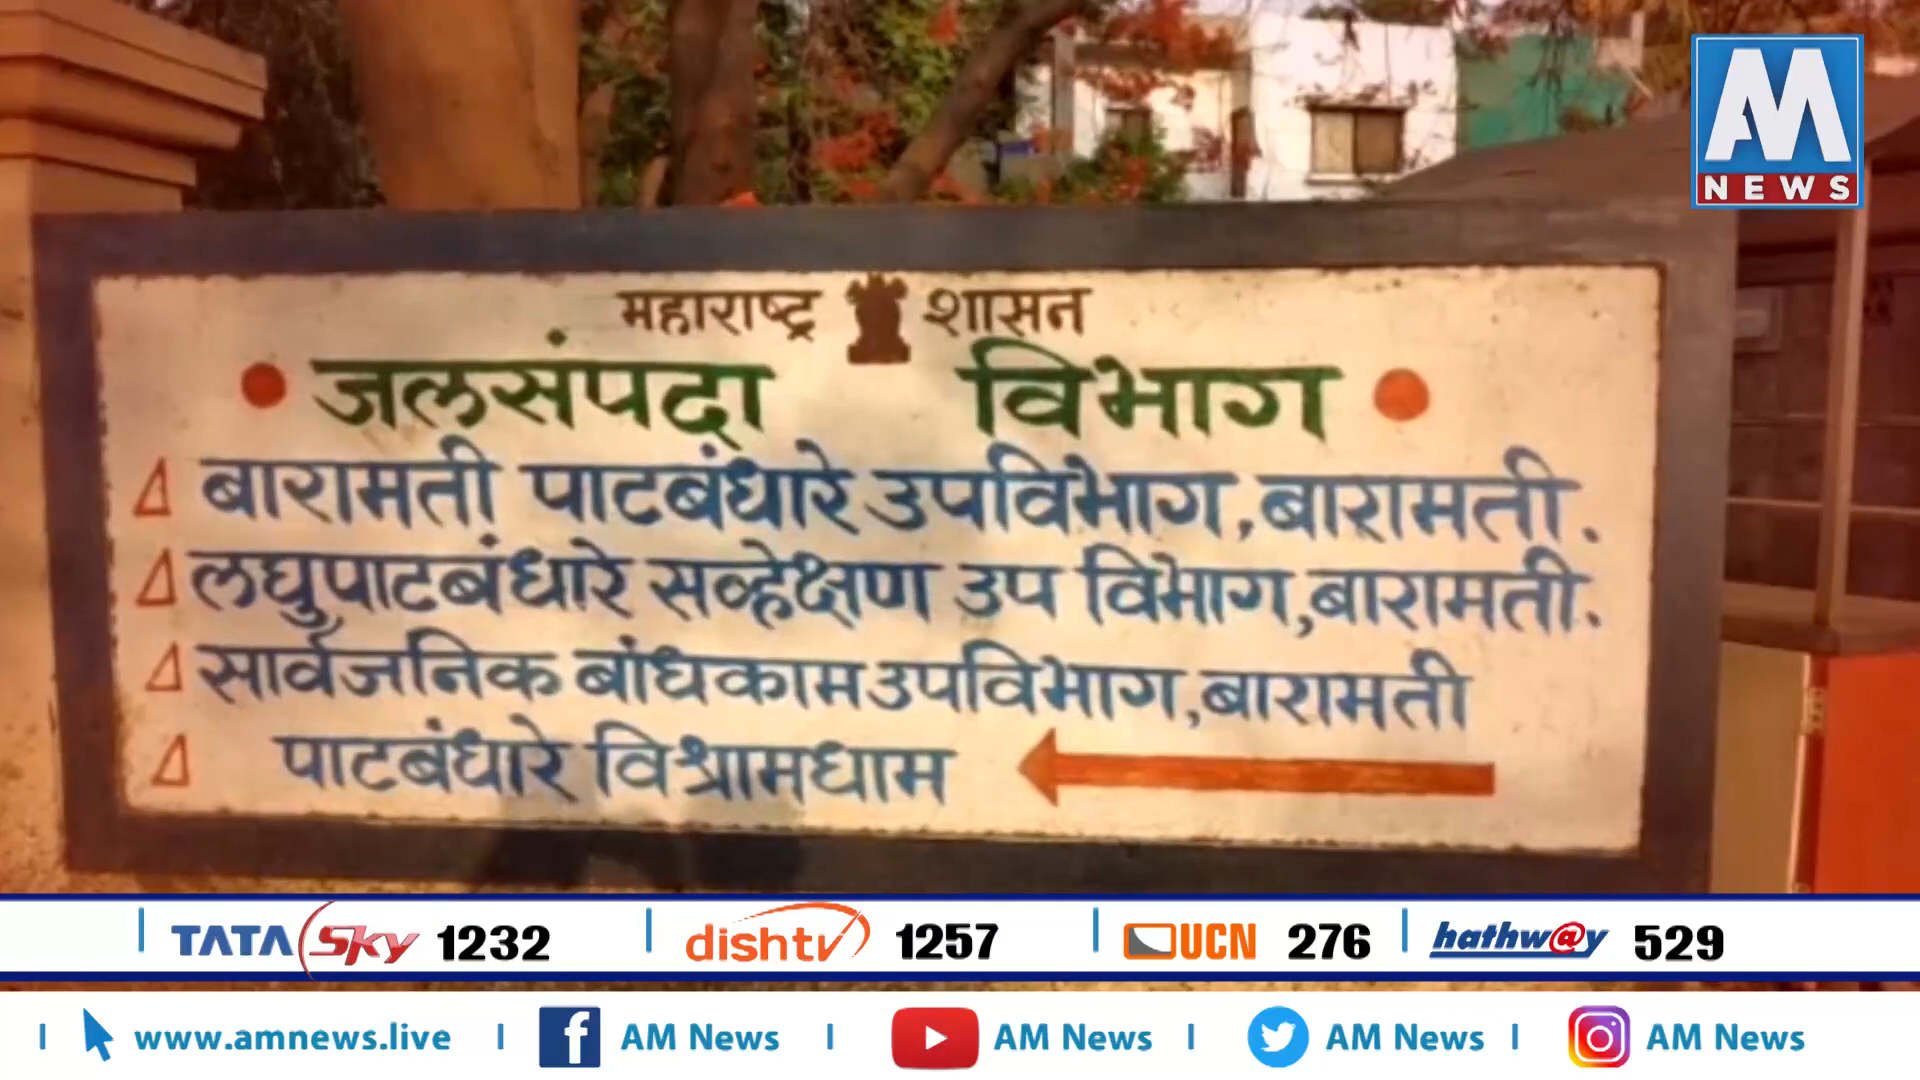 AM
NEWS
महाराष्ट्र शासन
जलसंपदा विभाग
बारामती पाटबंधारे उपविभाग, बारामती.
लघुपाटबंधारे सर्व्हेक्षण उप विभाग, बारामती.
सार्वजनिक बांधकाम उपविभाग, बारामती
पाटबंधारे विश्रामधाम
TATA Sky 1232 dishtv 1257 UCN 276 hathw@y 529
www.amnews.live AM News AM News AM News AM News